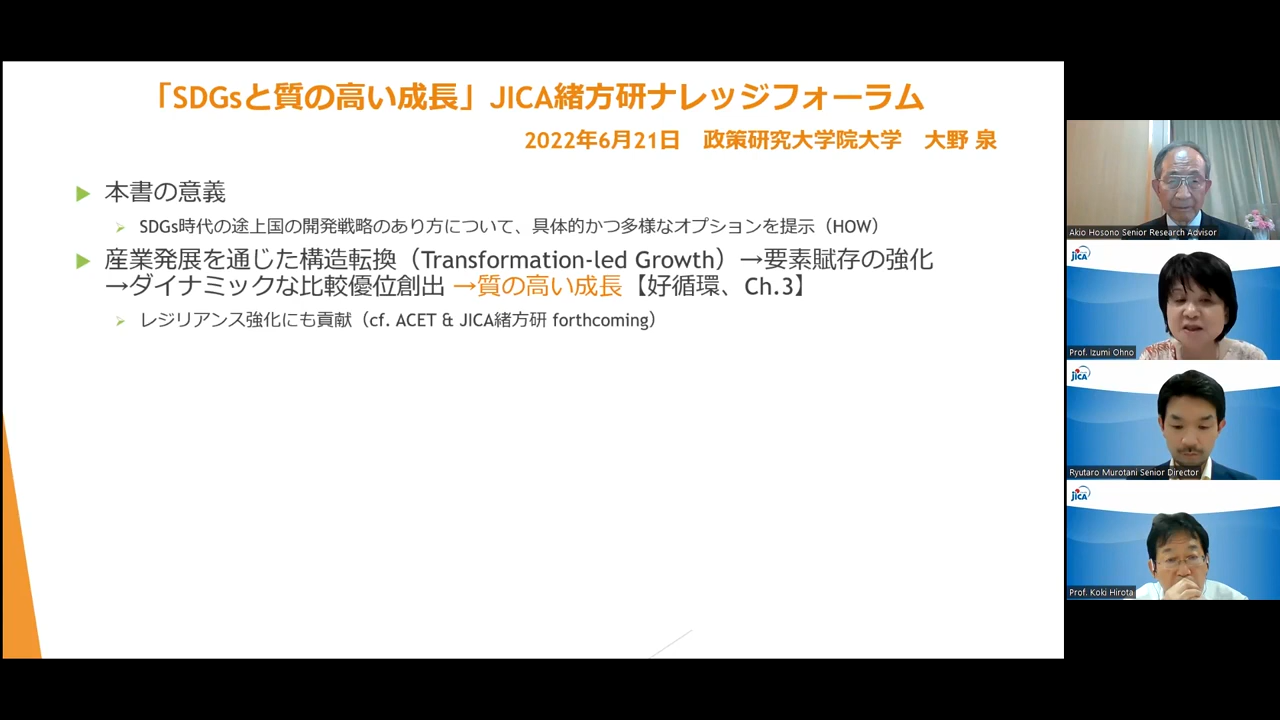 「SDGsと質の高い成長」JICA緒方研ナレッジフォーラム
2022年6月21日 政策研究大学院大学 大野 泉
本書の意義
SDGs時代の途上国の開発戦略のあり方について、具体的かつ多様なオプションを提示（HOW）
産業発展を通じた構造転換（Transformation-led Growth）→要素賦存の強化
→ダイナミックな比較優位創出 →質の高い成長【好循環、Ch.3】
レジリアンス強化にも貢献（cf. ACET & JICA緒方研 forthcoming）
Akio Hosono Senior Research Advisor
JICA
Prof. Izumi Ohno
JICA
Ryutaro Murotani Senior Director
JICA
Prof. Koki Hirota